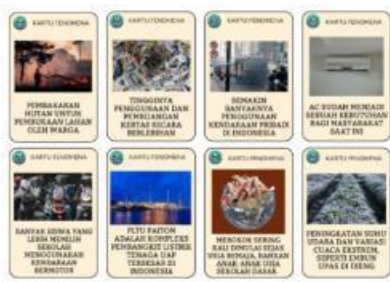 KARTU FENOMENA
PEMBAKARAN
HUTAN UNTUK
PEMBUKAAN LAHAN
OLEH WARGA
KARTU FENOMENA
TINGGINYA
PENGGUNAAN DAN
PEMBUANGAN
KERTAS SECARA
BERLEBIHAN
KARTU FENOMENA
SEMAKIN
BANYAKNYA
PENGGUNAAN
KENDARAAN PRIBADI
DI INDONESIA
KARTU FENOMENA
AC SUDAH MENJADI
SEBUAH KEBUTUHAN
BAGI MASYARAKAT
SAAT INI
KARTU FENOMENA
BANYAK SISWA YANG
LEBIH MEMILIH
SEKOLAH
MENGGUNAKAN
KENDARAAN
BERMOTOR
KARTU FENOMENA
PLTU PAITON
ADALAH KOMPLEKS
PEMBANGKIT LISTRIK
TENAGA UAP
TERBESAR DI
INDONESIA
KARTU FENOMENA
MEROKOK SERING
KALI DIMULAI SEJAK
USIA REMAJA, BAHKAN
ANAK-ANAK USIA
SEKOLAH DASAR
KARTU FENOMENA
PENINGKATAN SUHU
UDARA DAN VARIASI
CUACA EKSTREM,
SEPERTI EMBUN
UPAS DI DIENG